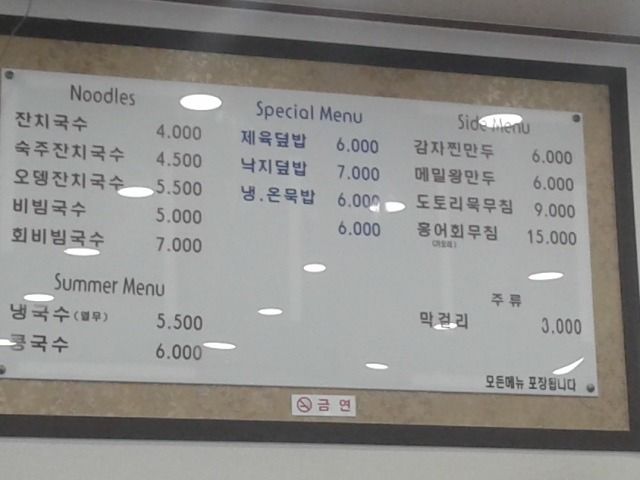 Noodles
잔치국수 4.000
숙주잔치국수 4.500
오뎅잔치국수 5.500
비빔국수 5.000
회비빔국수 7.000
Summer Menu
냉국수(열무) 5.500
콩국수 6.000
Special Menu
제육덮밥 6.000
낙지덮밥 7.000
냉.온묵밥 6.000
6.000
Side Menu
감자찐만두 6.000
메밀왕만두 6.000
도토리묵무침 9.000
홍어회무침 15.000
주류
막걸리 3.000
모든메뉴 포장됩니다
금연